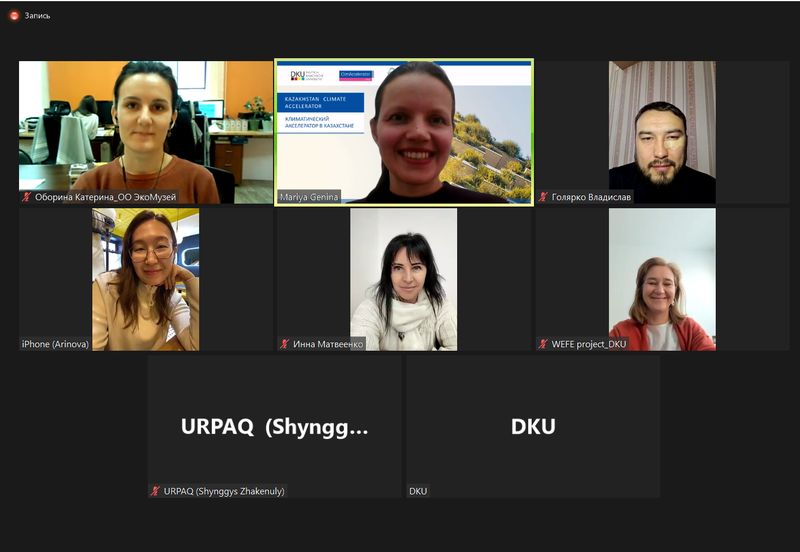 Запись
DKU
KAZAKHSTAN CLIMATE
ACCELERATOR
КЛИМАТИЧЕСКИЙ
АКСЕЛЕРАТОР В КАЗАХСТАНЕ
Оборина Катерина_ОО ЭкоМузей
Mariya Genina
Голярко Владислав
iPhone (Arinova)
Инна Матвеенко
WEFE project_DKU
URPAQ (Shyngg...
DKU
URPAQ (Shynggys Zhakenuly)
DKU